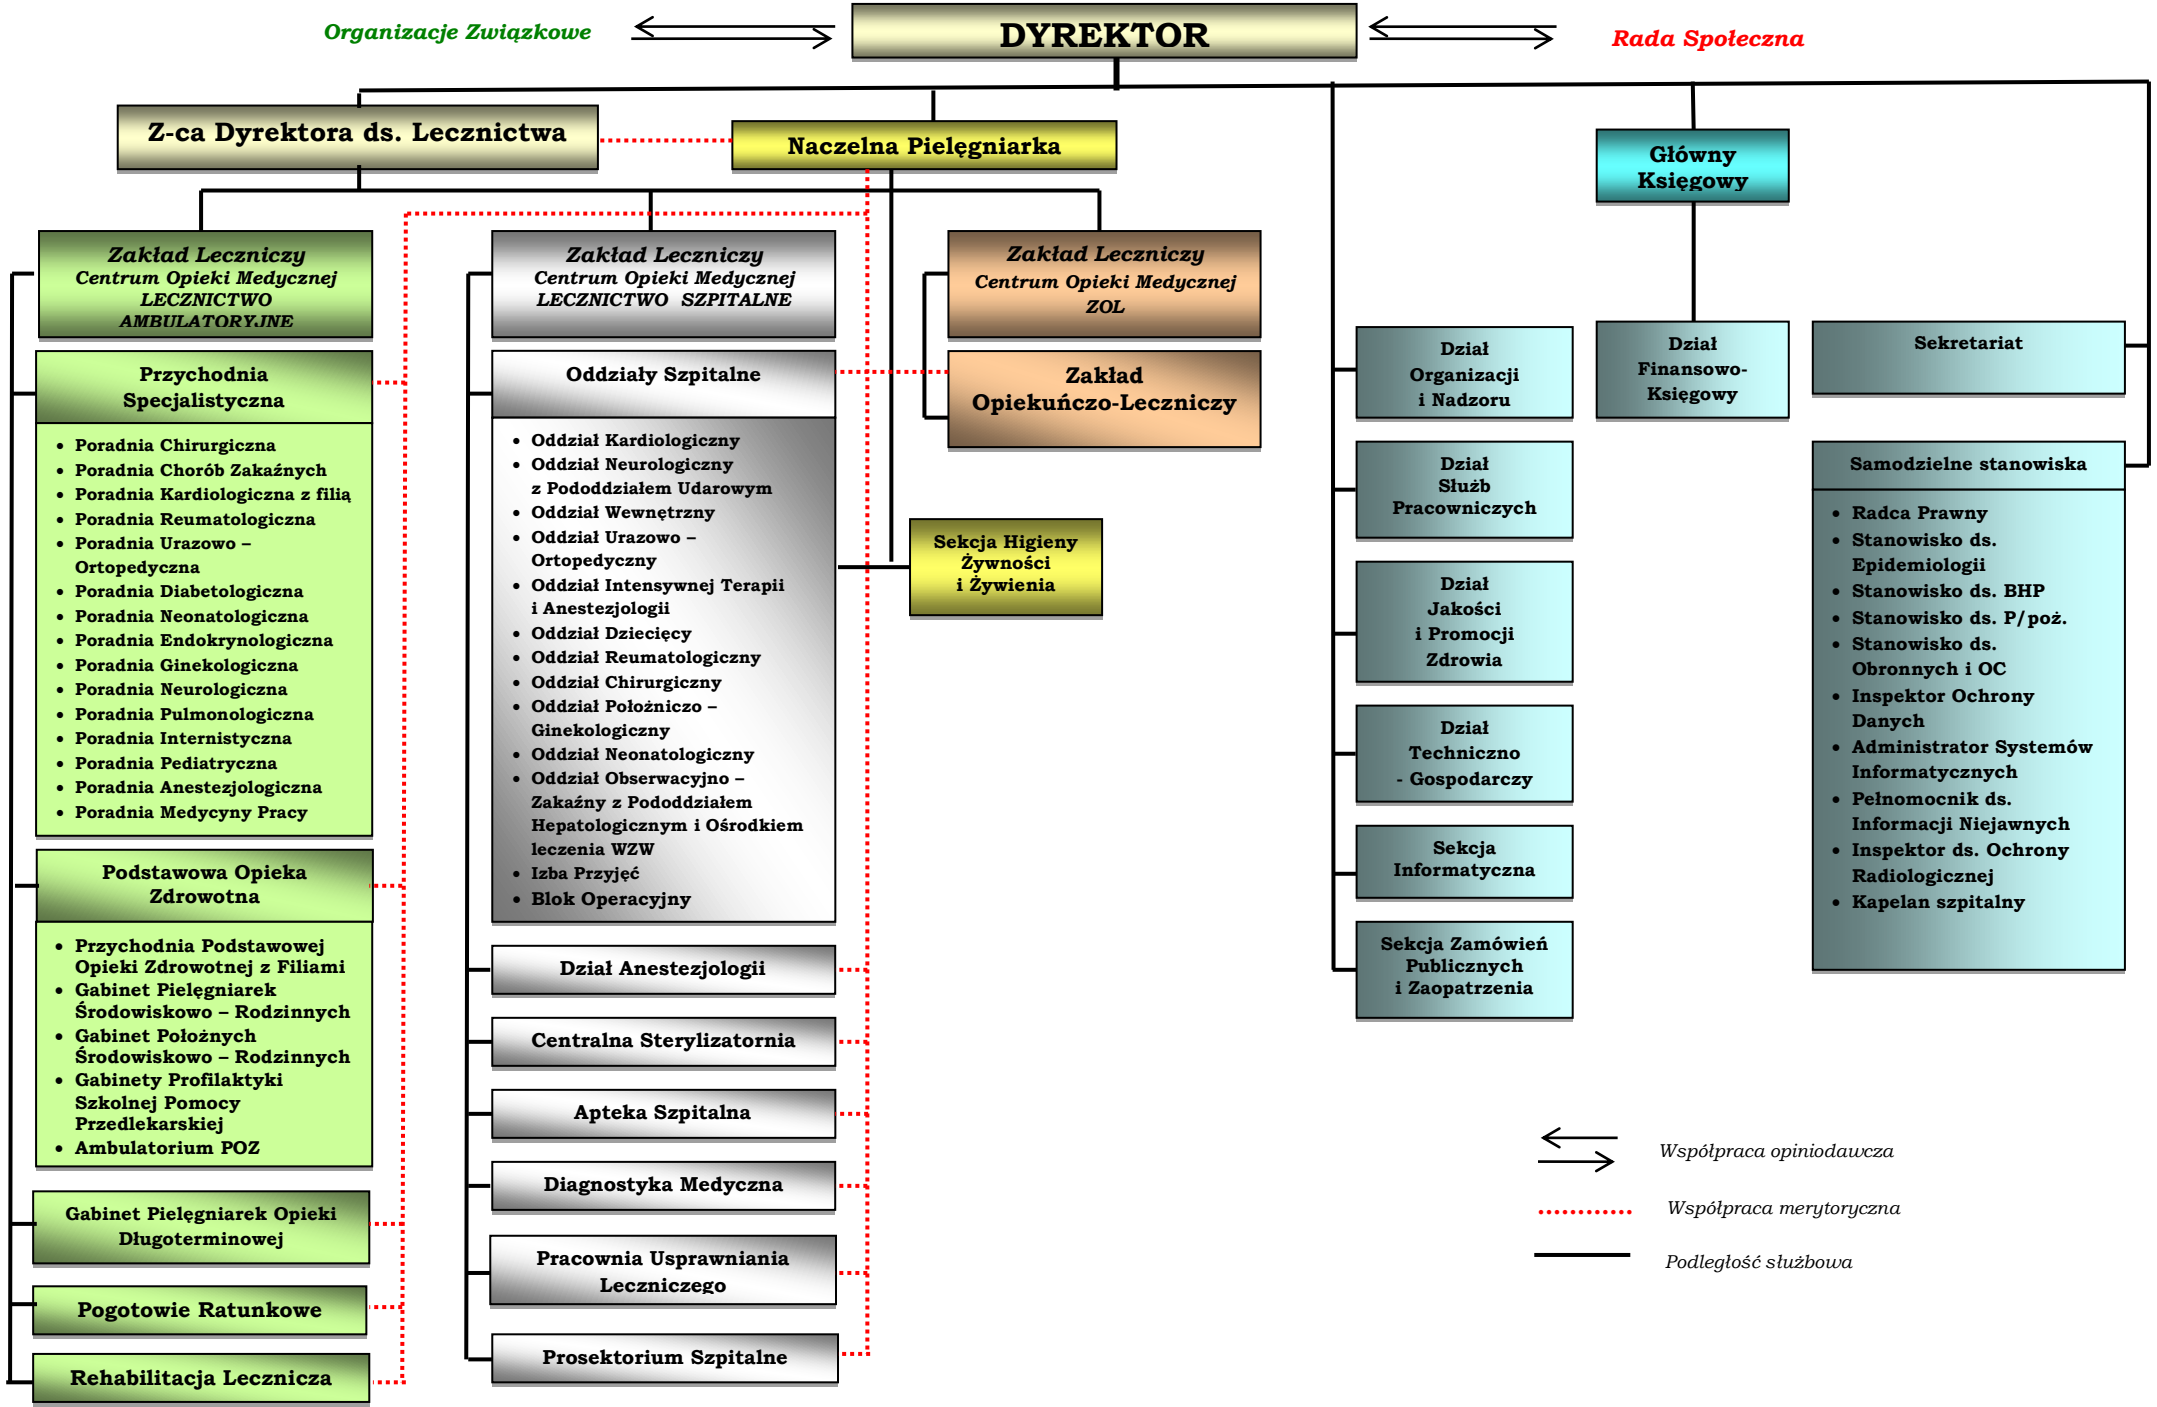 Organizacje Związkowe
DYREKTOR
Rada Społeczna
Z-ca Dyrektora ds. Lecznictwa
Naczelna Pielęgniarka
Główny
Księgowy
Zakład Leczniczy
Centrum Opieki Medycznej
LECZNICTWO
AMBULATORYJNE
Zakład Leczniczy
Centrum Opieki Medycznej
LECZNICTWO SZPITALNE
Zakład Leczniczy
Centrum Opieki Medycznej
ZOL
Przychodnia
Specjalistyczna
• Poradnia Chirurgiczna
• Poradnia Chorób Zakaźnych
• Poradnia Kardiologiczna z filią
• Poradnia Reumatologiczna
• Poradnia Urazowo –
Ortopedyczna
• Poradnia Diabetologiczna
• Poradnia Neonatologiczna
• Poradnia Endokrynologiczna
• Poradnia Ginekologiczna
• Poradnia Neurologiczna
• Poradnia Pulmonologiczna
• Poradnia Internistyczna
• Poradnia Pediatryczna
• Poradnia Anestezjologiczna
• Poradnia Medycyny Pracy
Podstawowa Opieka
Zdrowotna
• Przychodnia Podstawowej
Opieki Zdrowotnej z Filiami
• Gabinet Pielęgniarek
Środowiskowo – Rodzinnych
• Gabinet Położnych
Środowiskowo – Rodzinnych
• Gabinety Profilaktyki
Szkolnej Pomocy
Przedlekarskiej
• Ambulatorium POZ
Gabinet Pielęgniarek Opieki
Długoterminowej
Pogotowie Ratunkowe
Rehabilitacja Lecznicza
Oddziały Szpitalne
• Oddział Kardiologiczny
• Oddział Neurologiczny
z Pododdziałem Udarowym
• Oddział Wewnętrzny
• Oddział Urazowo –
Ortopedyczny
• Oddział Intensywnej Terapii
i Anestezjologii
• Oddział Dziecięcy
• Oddział Reumatologiczny
• Oddział Chirurgiczny
• Oddział Położniczo –
Ginekologiczny
• Oddział Neonatologiczny
• Oddział Obserwacyjno –
Zakaźny z Pododdziałem
Hepatologicznym i Ośrodkiem
leczenia WZW
• Izba Przyjęć
• Blok Operacyjny
Dział Anestezjologii
Centralna Sterylizatornia
Apteka Szpitalna
Diagnostyka Medyczna
Pracownia Usprawniania
Leczniczego
Prosektorium Szpitalne
Zakład
Opiekuńczo-Leczniczy
Sekcja Higieny
Żywności
i Żywienia
Dział
Organizacji
i Nadzoru
Dział
Służb
Pracowniczych
Dział
Jakości
i Promocji
Zdrowia
Dział
Techniczno
- Gospodarczy
Sekcja
Informatyczna
Sekcja Zamówień
Publicznych
i Zaopatrzenia
Dział
Finansowo-
Księgowy
Sekretariat
Samodzielne stanowiska
• Radca Prawny
• Stanowisko ds.
Epidemiologii
• Stanowisko ds. BHP
• Stanowisko ds. P/poż.
• Stanowisko ds.
Obronnych i OC
• Inspektor Ochrony
Danych
• Administrator Systemów
Informatycznych
• Pełnomocnik ds.
Informacji Niejawnych
• Inspektor ds. Ochrony
Radiologicznej
• Kapelan szpitalny
Współpraca opiniodawcza
Współpraca merytoryczna
Podległość służbowa